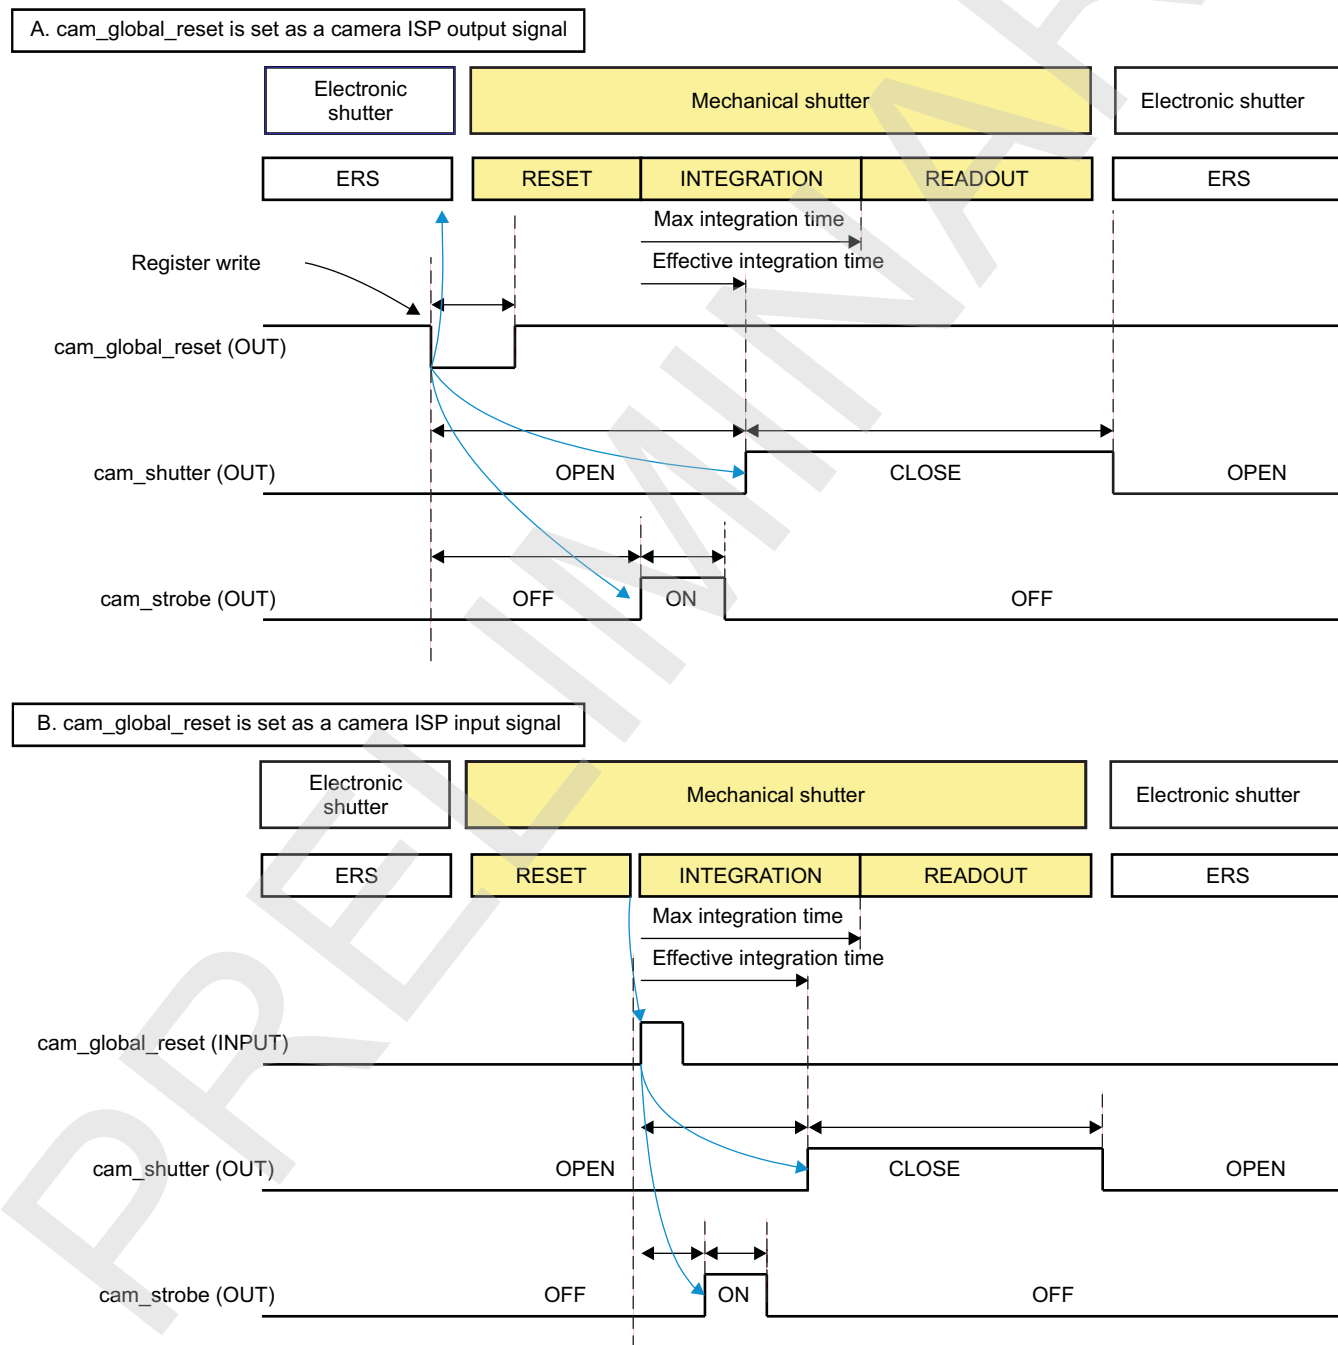 A. cam_global_reset is set as a camera ISP output signal
Electronic
shutter
Mechanical shutter
Electronic shutter
ERS
RESET
INTEGRATION
READOUT
ERS
Max integration time
Effective integration time
Register write
cam_global_reset (OUT)
cam_shutter (OUT)
OPEN
CLOSE
OPEN
cam_strobe (OUT)
OFF
ON
OFF
B. cam_global_reset is set as a camera ISP input signal
Electronic
shutter
Mechanical shutter
Electronic shutter
ERS
RESET
INTEGRATION
READOUT
ERS
Max integration time
Effective integration time
cam_global_reset (INPUT)
cam_shutter (OUT)
OPEN
CLOSE
OPEN
cam_strobe (OUT)
OFF
ON
OFF
PRELIMINAR